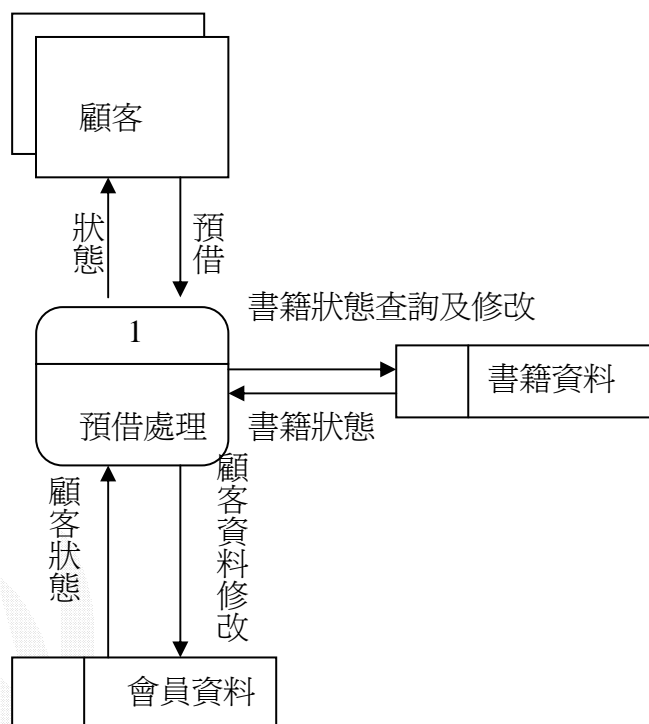 顧客
狀態
預借
書籍狀態查詢及修改
1
書籍資料
預借處理
書籍狀態
顧客狀態
顧客資料修改
會員資料